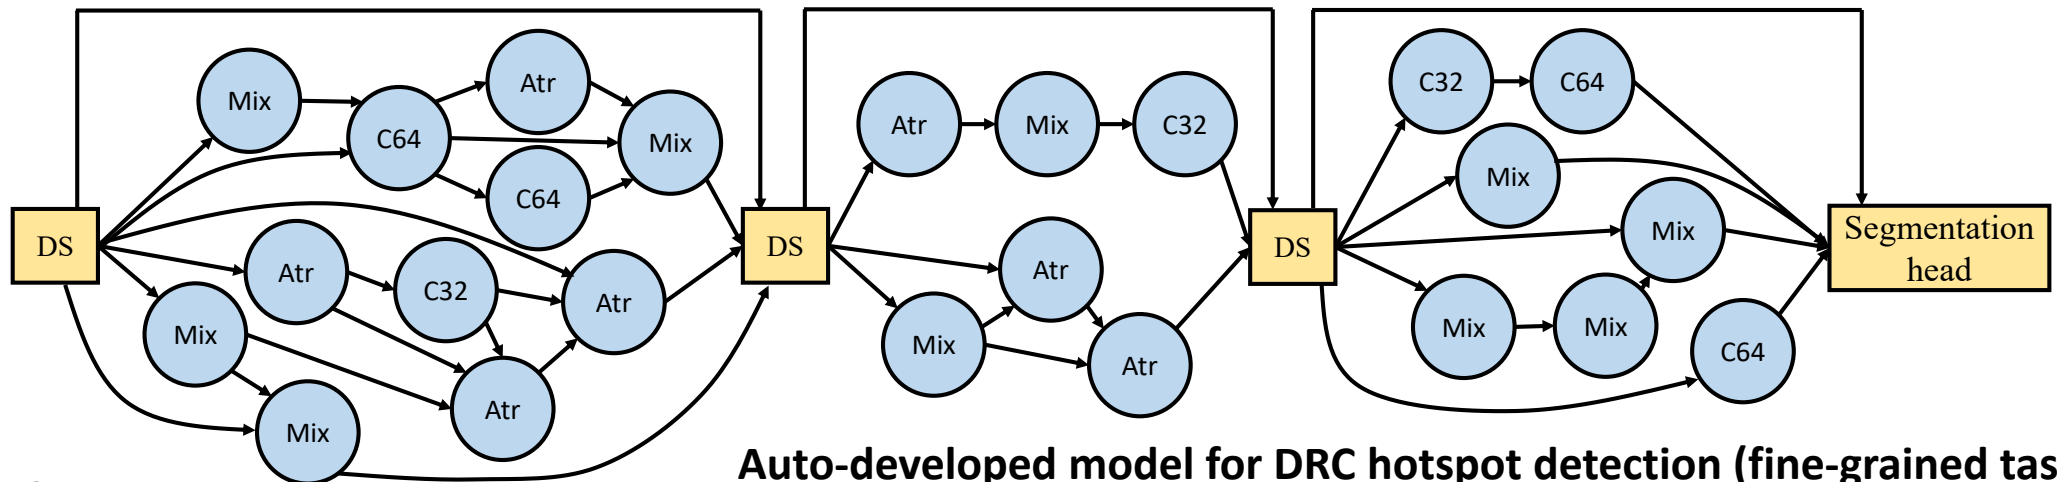 DS
Mix
C64
Atr
C64
Mix
Atr
C32
Atr
Mix
Atr
Mix
DS
Atr
Mix
C32
Atr
Mix
Atr
DS
C32
C64
Mix
Mix
Mix
Mix
C64
Segmentation
head
Auto-developed model for DRC hotspot detection (fine-grained tas